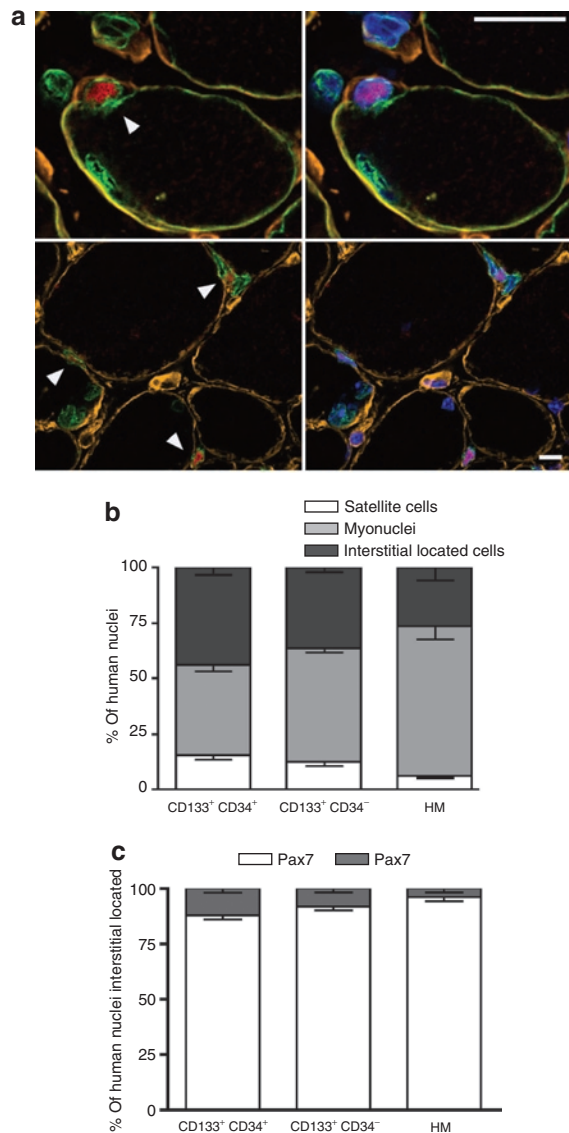 a
b
Satellite cells
Myonuclei
Interstitial located cells
% Of human nuclei
100
75
50
25
0
CD133⁺ CD34⁺
CD133⁺ CD34⁻
HM
c
Pax7
Pax7
% Of human nuclei interstitial located
100
75
50
25
0
CD133⁺ CD34⁺
CD133⁺ CD34⁻
HM